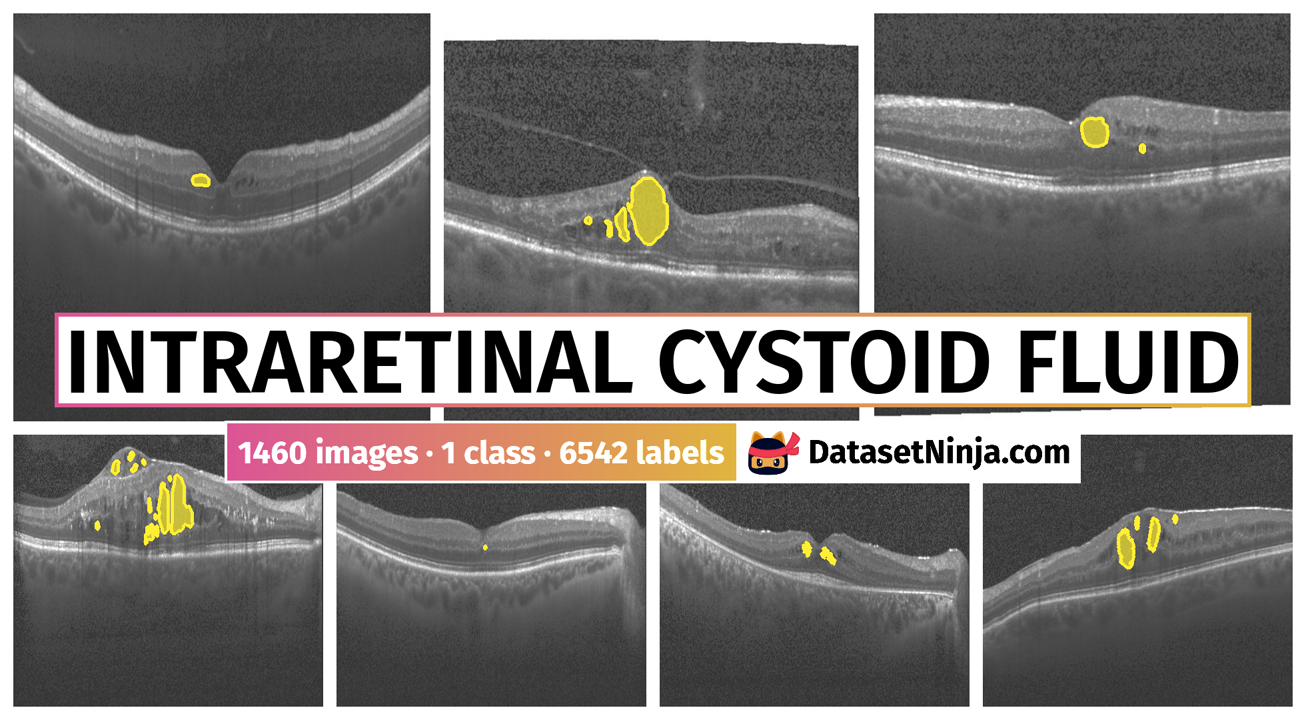 INTRARETINAL CYSTOID FLUID
1460 images · 1 class · 6542 labels
DatasetNinja.com